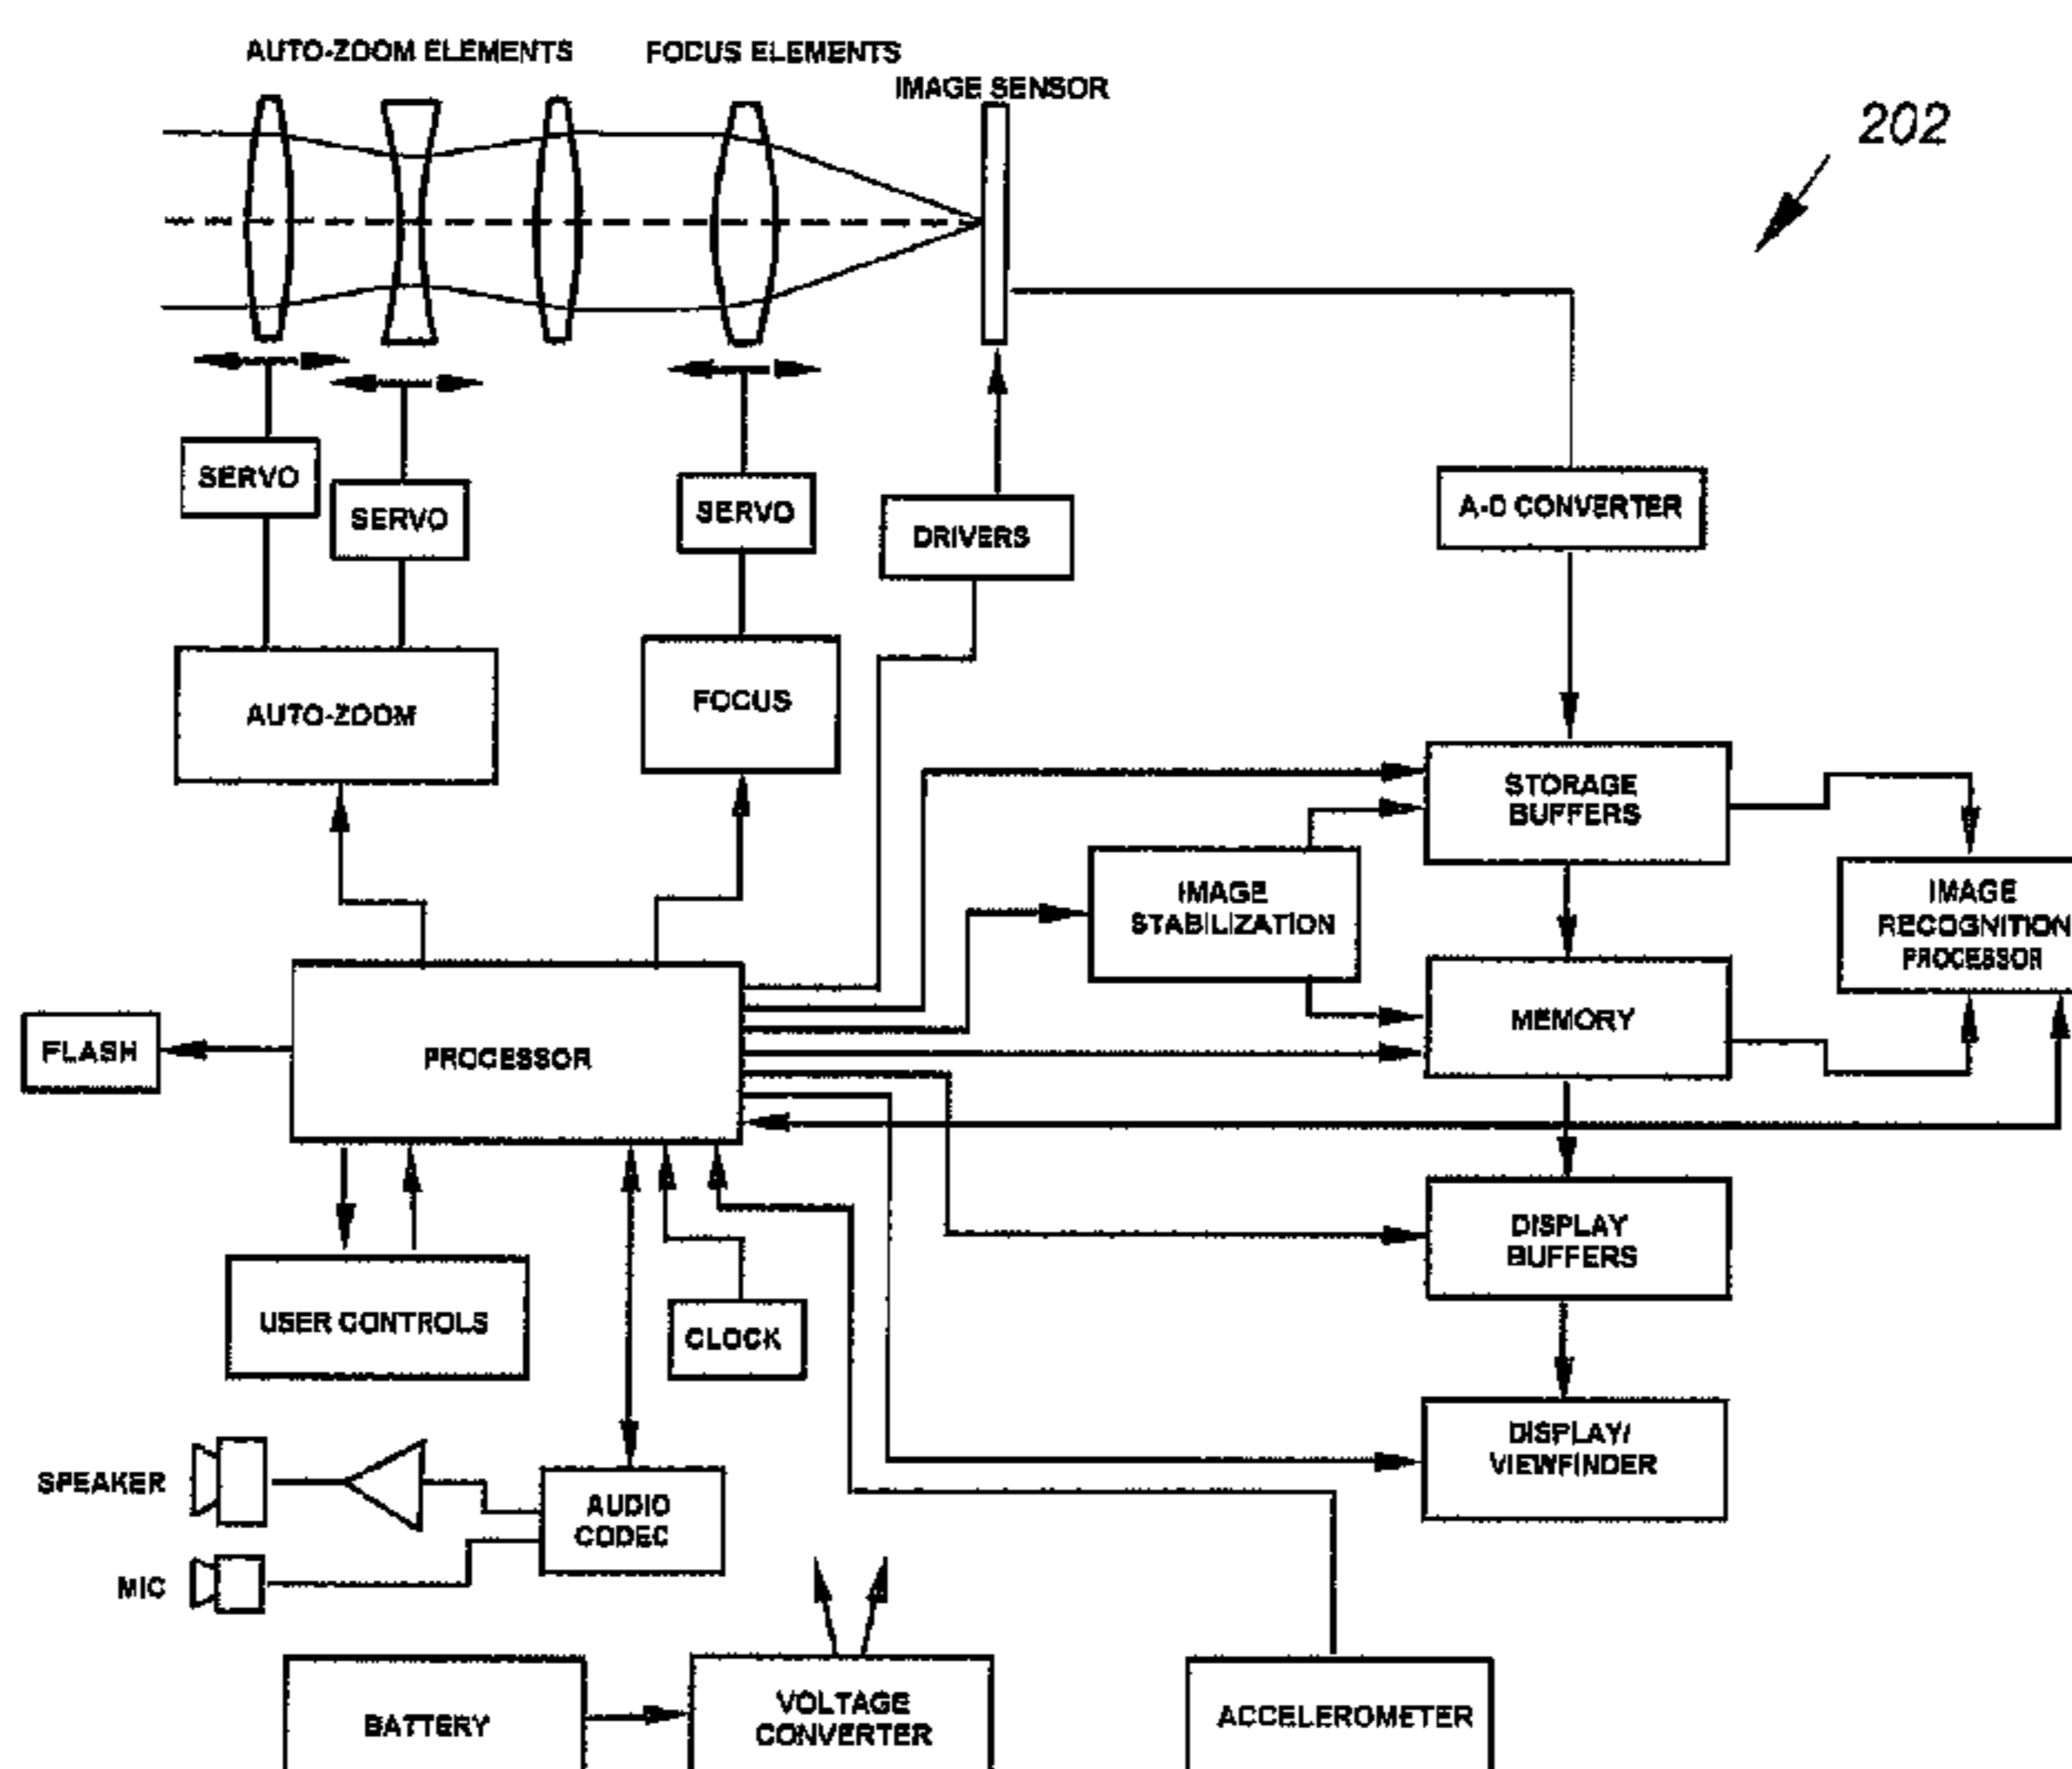 AUTO-ZOOM ELEMENTS
FOCUS ELEMENTS
IMAGE SENSOR
202
SERVO
SERVO
SERVO
DRIVERS
A-D CONVERTER
AUTO-ZOOM
FOCUS
STORAGE
BUFFERS
IMAGE
STABILIZATION
IMAGE
RECOGNITION
PROCESSOR
MEMORY
FLASH
PROCESSOR
DISPLAY
BUFFERS
USER CONTROLS
CLOCK
DISPLAY/
VIEWFINDER
SPEAKER
AUDIO
CODEC
MIC
BATTERY
VOLTAGE
CONVERTER
ACCELEROMETER